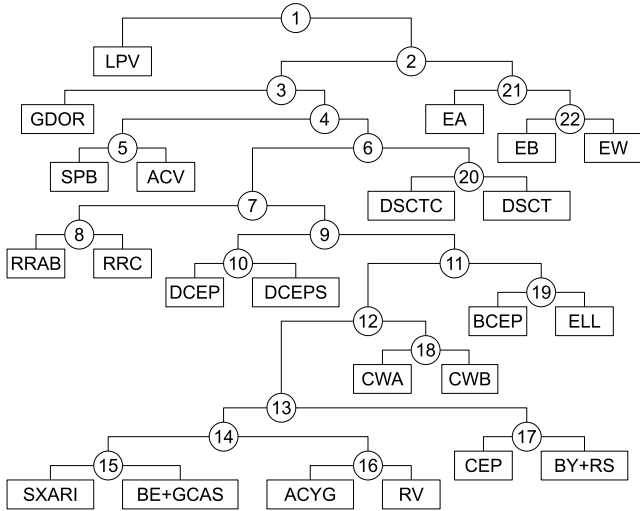 1
LPV
2
3
21
GDOR
4
EA
22
5
6
EB
EW
SPB
ACV
20
7
DSCTC
DSCT
8
9
RRAB
RRC
10
11
DCEP
DCEPS
19
12
BCEP
ELL
18
CWA
CWB
13
14
17
15
16
CEP
BY+RS
SXARI
BE+GCAS
ACYG
RV